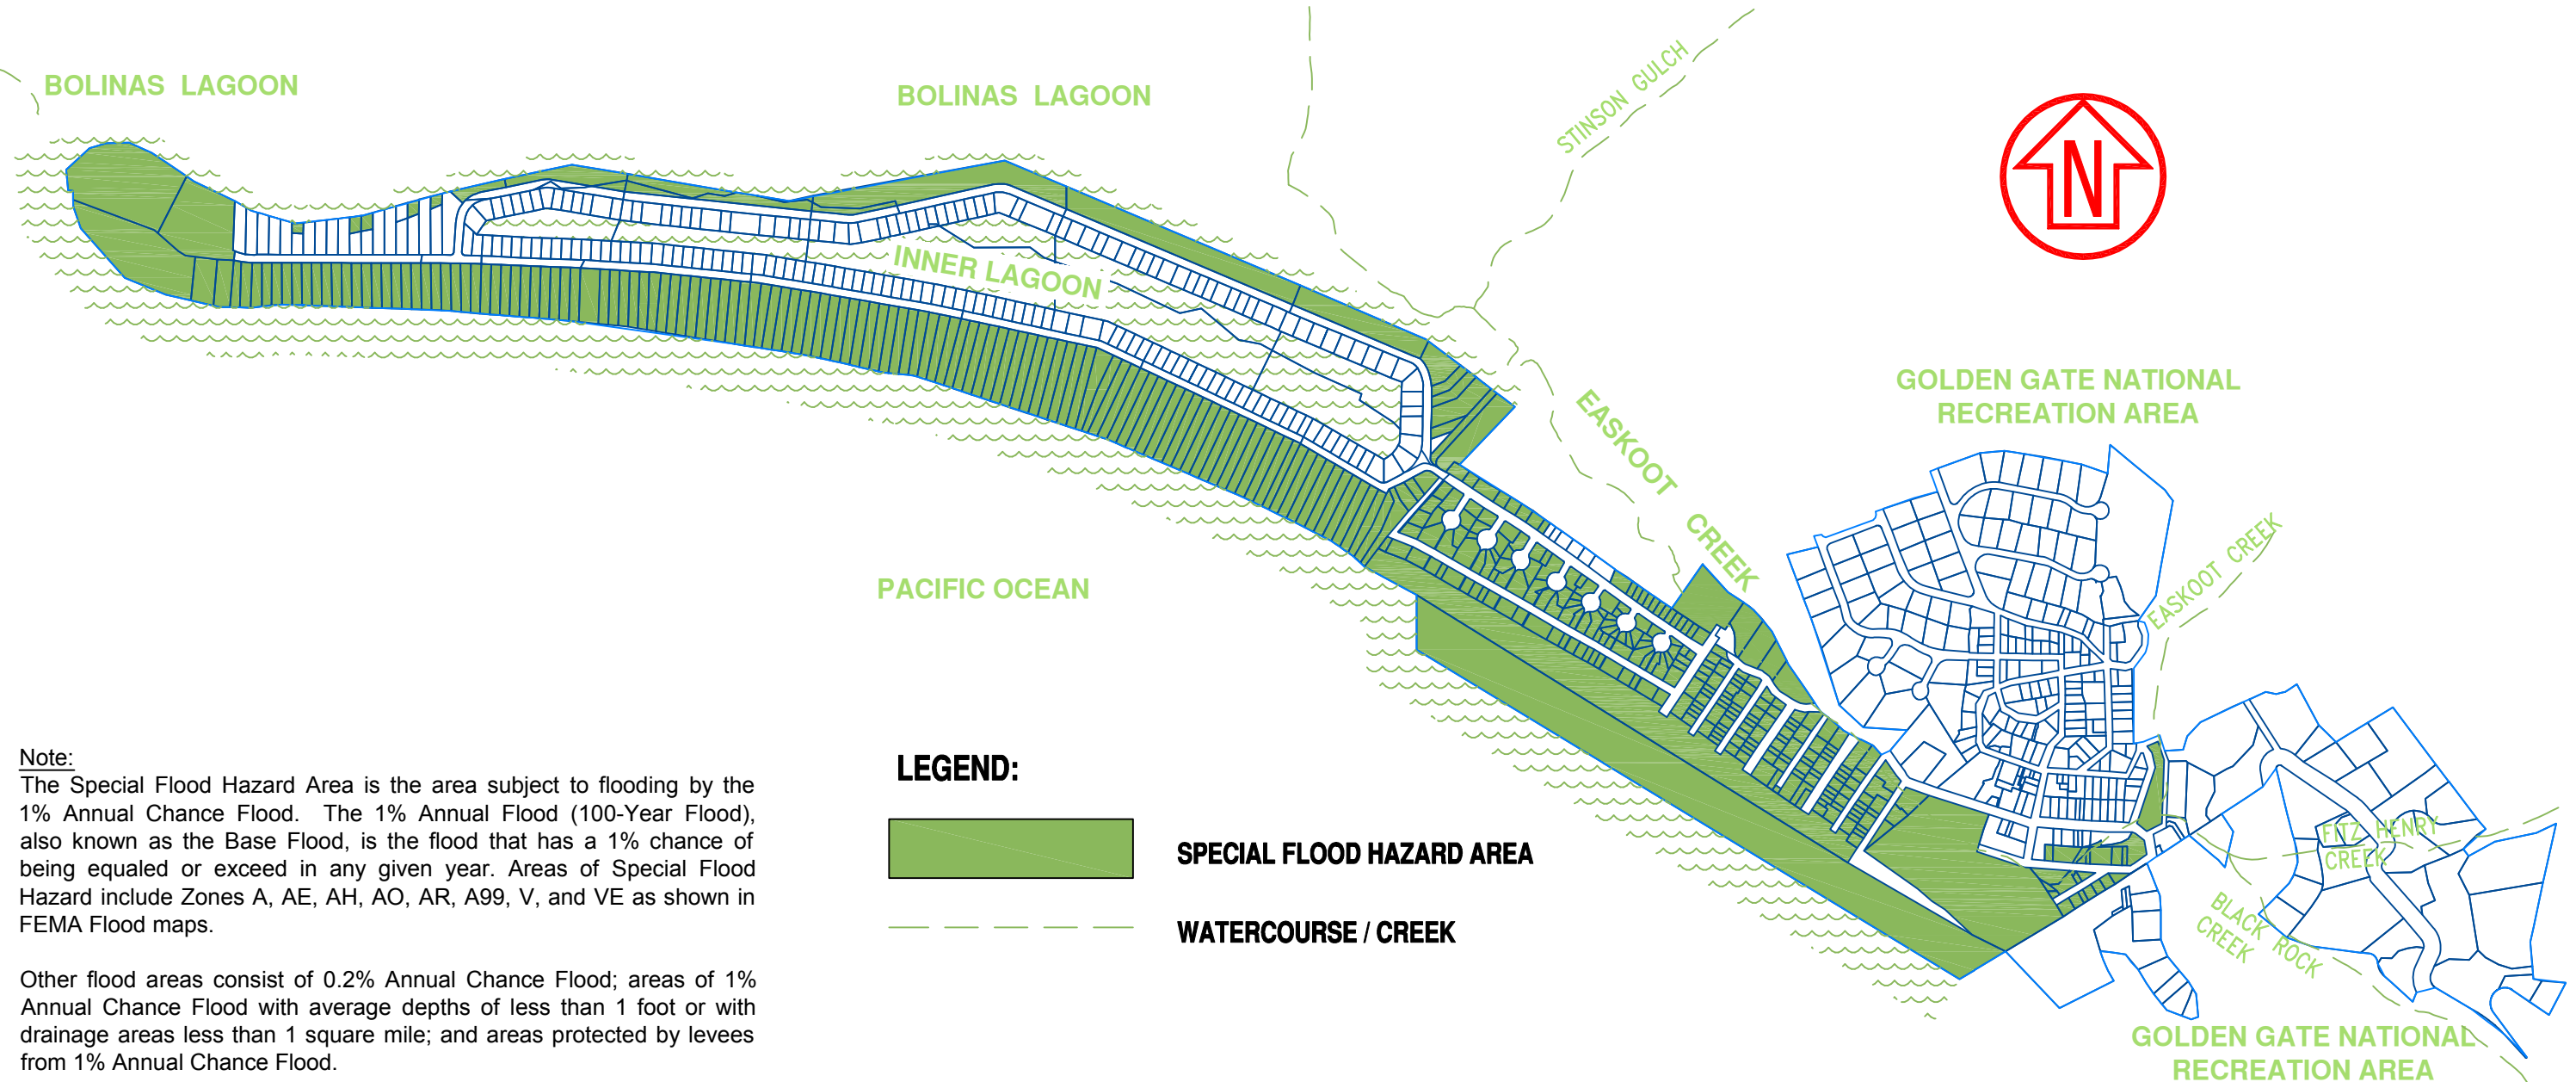 BOLINAS LAGOON
BOLINAS LAGOON
STINSON GULCH
N
INNER LAGOON
GOLDEN GATE NATIONAL
RECREATION AREA
EASKOOT CREEK
EASKOOT CREEK
PACIFIC OCEAN
Note:
The Special Flood Hazard Area is the area subject to flooding by the
1% Annual Chance Flood. The 1% Annual Flood (100-Year Flood),
also known as the Base Flood, is the flood that has a 1% chance of
being equaled or exceed in any given year. Areas of Special Flood
Hazard include Zones A, AE, AH, AO, AR, A99, V, and VE as shown in
FEMA Flood maps.
Other flood areas consist of 0.2% Annual Chance Flood; areas of 1%
Annual Chance Flood with average depths of less than 1 foot or with
drainage areas less than 1 square mile; and areas protected by levees
from 1% Annual Chance Flood.
LEGEND:
SPECIAL FLOOD HAZARD AREA
WATERCOURSE / CREEK
FITZ HENRY
CREEK
BLACK ROCK
CREEK
GOLDEN GATE NATIONAL
RECREATION AREA